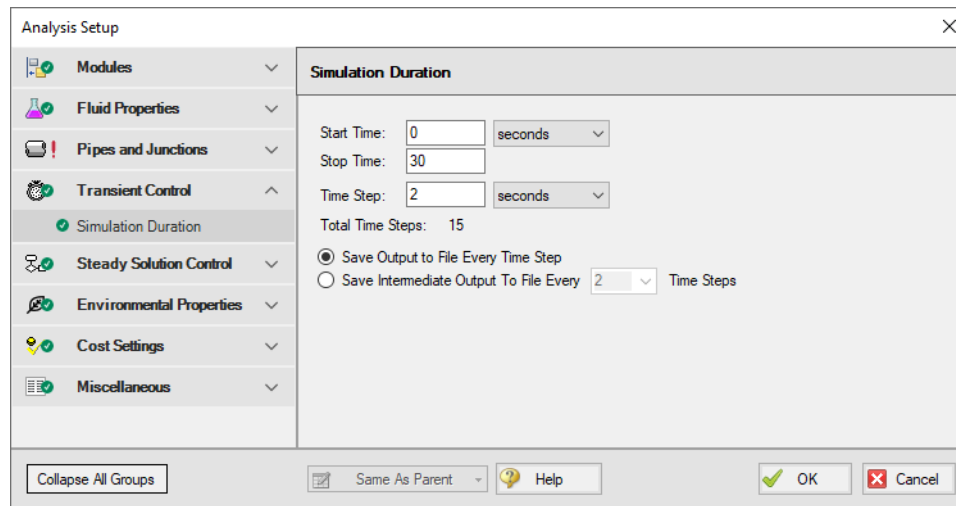 Analysis Setup
Modules
Fluid Properties
Pipes and Junctions
Transient Control
Simulation Duration
Steady Solution Control
Environmental Properties
Cost Settings
Miscellaneous
Simulation Duration
Start Time: 0 seconds
Stop Time: 30
Time Step: 2 seconds
Total Time Steps: 15
Save Output to File Every Time Step
Save Intermediate Output To File Every 2 Time Steps
Collapse All Groups Same As Parent Help OK Cancel